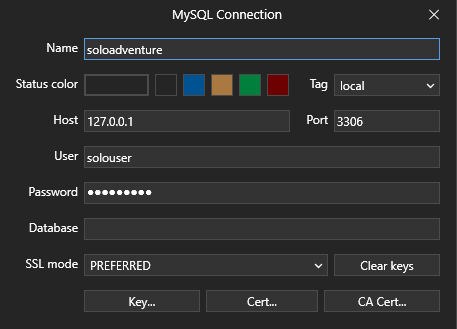 MySQL Connection
Name soloadventure
Status color Tag local
Host 127.0.0.1 Port 3306
User solouser
Password ●●●●●●●●●
Database
SSL mode PREFERRED Clear keys
Key... Cert... CA Cert...